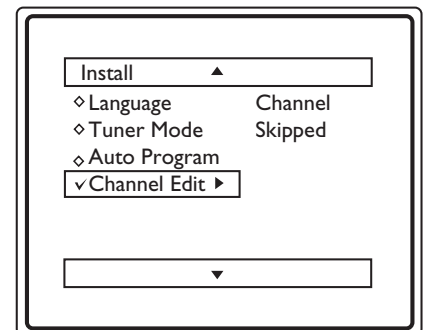 Install
Language Channel
Tuner Mode Skipped
Auto Program
Channel Edit